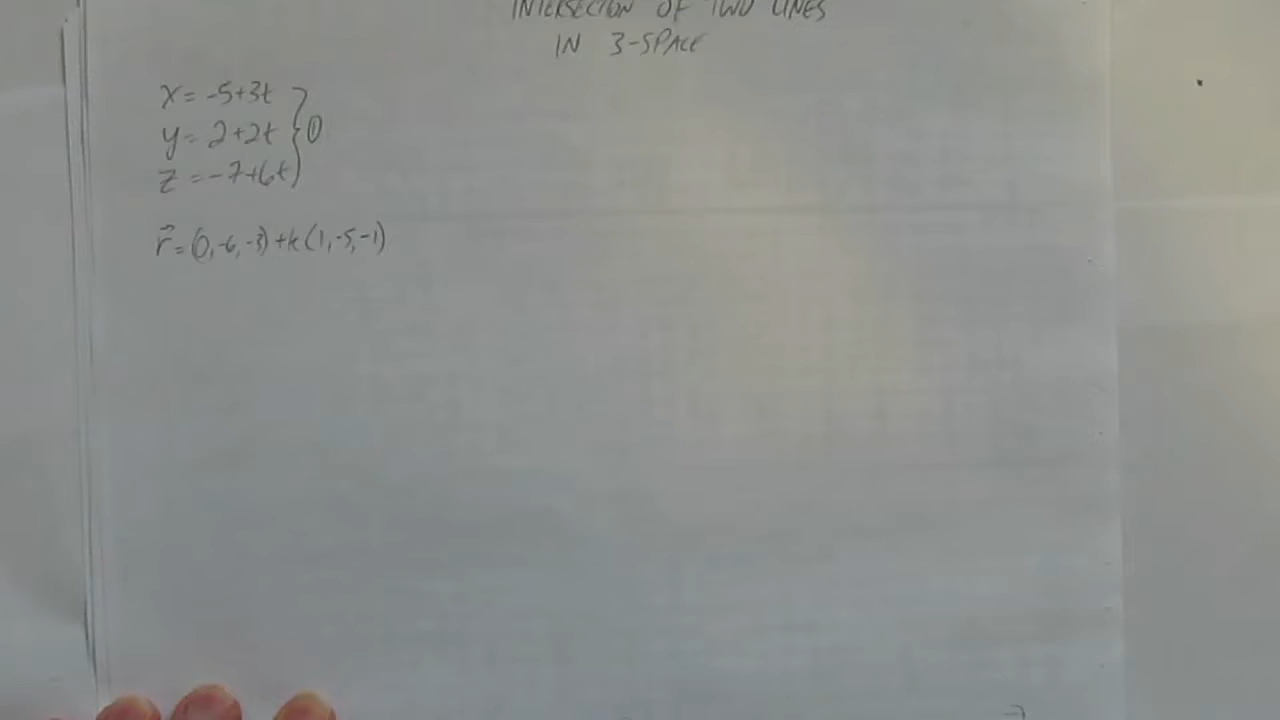 INTERSECTION OF TWO LINES
IN 3-SPACE
x = -5+3t
y = 2+2t
z = -7+6t
①
r⃗ = (0,-6,-3)+k(1,-5,-1)